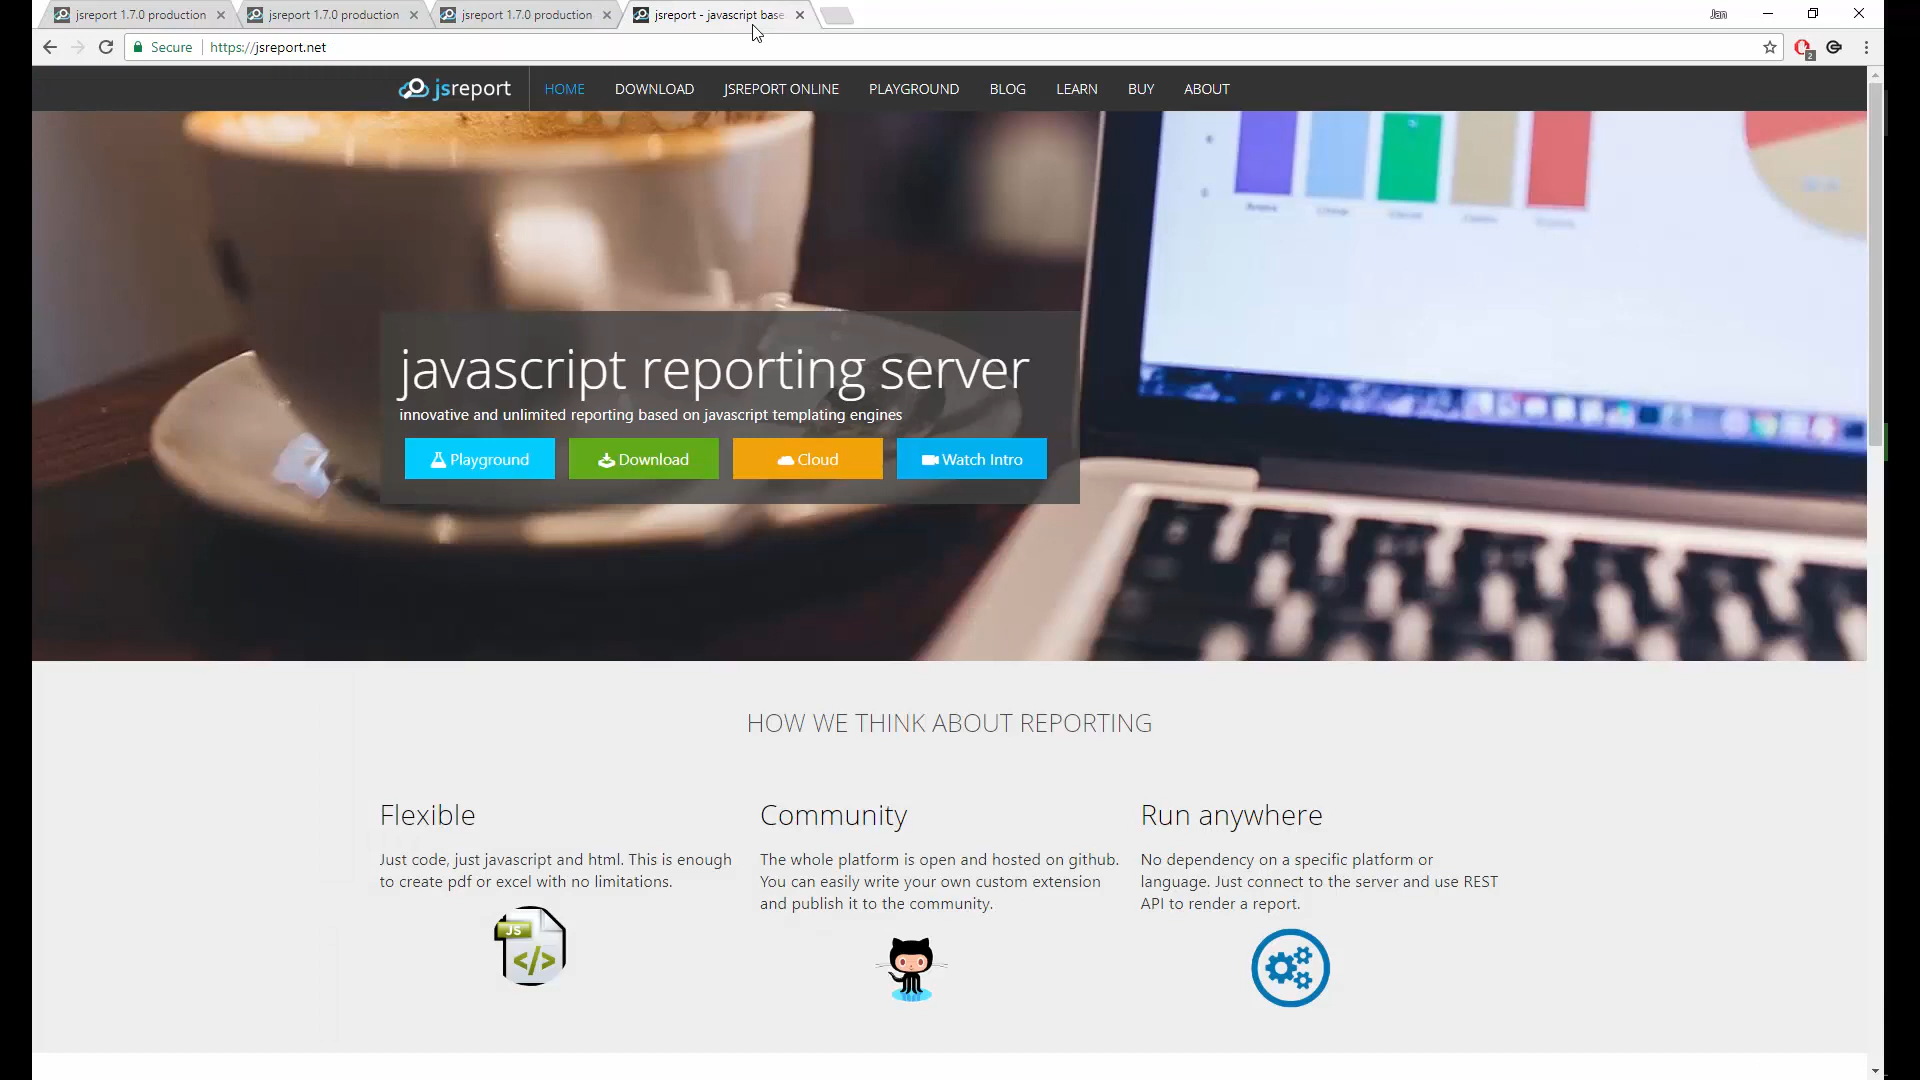 jsreport 1.7.0 production
jsreport 1.7.0 production
jsreport 1.7.0 production
jsreport - javascript base
Jan
Secure
https://jsreport.net
2
jsreport
HOME
DOWNLOAD
JSREPORT ONLINE
PLAYGROUND
BLOG
LEARN
BUY
ABOUT
javascript reporting server
innovative and unlimited reporting based on javascript templating engines
Playground
Download
Cloud
Watch Intro
HOW WE THINK ABOUT REPORTING
Flexible
Just code, just javascript and html. This is enough
to create pdf or excel with no limitations.
JS
</>
Community
The whole platform is open and hosted on github.
You can easily write your own custom extension
and publish it to the community.
Run anywhere
No dependency on a specific platform or
language. Just connect to the server and use REST
API to render a report.